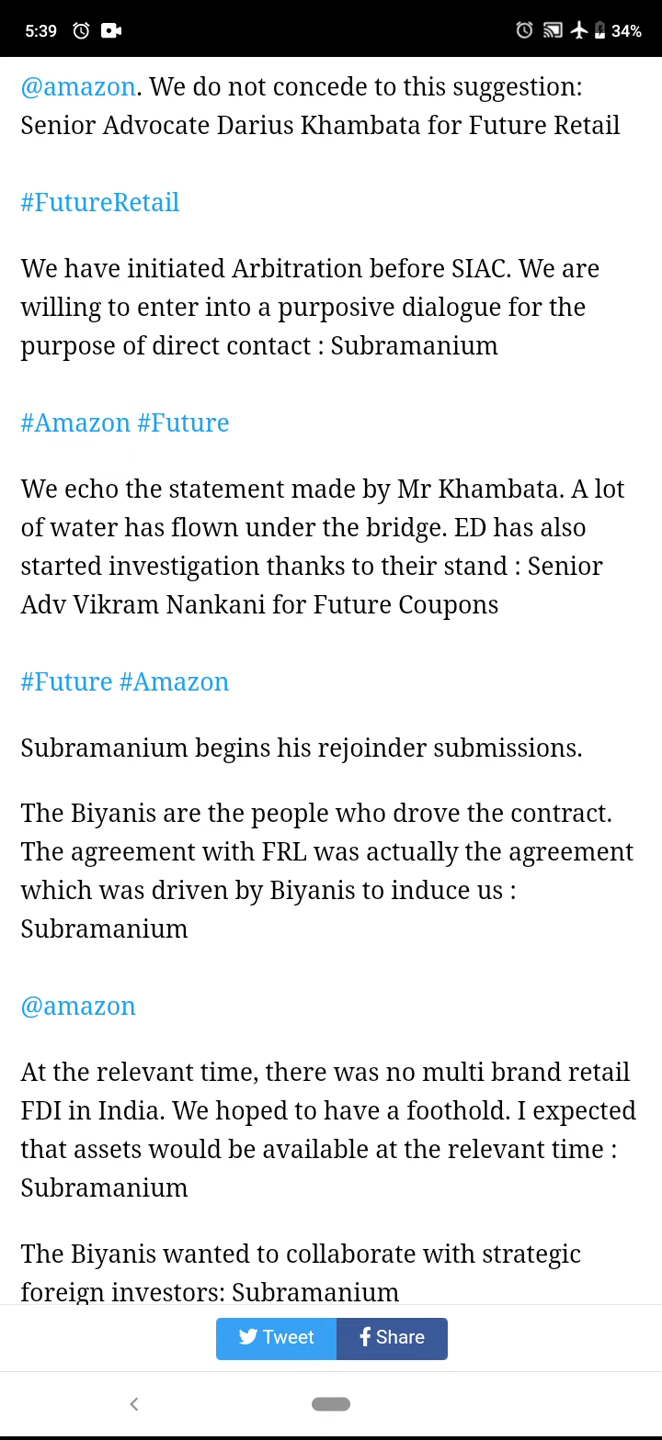 5:39
34%
@amazon. We do not concede to this suggestion:
Senior Advocate Darius Khambata for Future Retail
#FutureRetail
We have initiated Arbitration before SIAC. We are
willing to enter into a purposive dialogue for the
purpose of direct contact : Subramanium
#Amazon #Future
We echo the statement made by Mr Khambata. A lot
of water has flown under the bridge. ED has also
started investigation thanks to their stand : Senior
Adv Vikram Nankani for Future Coupons
#Future #Amazon
Subramanium begins his rejoinder submissions.
The Biyanis are the people who drove the contract.
The agreement with FRL was actually the agreement
which was driven by Biyanis to induce us :
Subramanium
@amazon
At the relevant time, there was no multi brand retail
FDI in India. We hoped to have a foothold. I expected
that assets would be available at the relevant time :
Subramanium
The Biyanis wanted to collaborate with strategic
foreign investors: Subramanium
Tweet Share